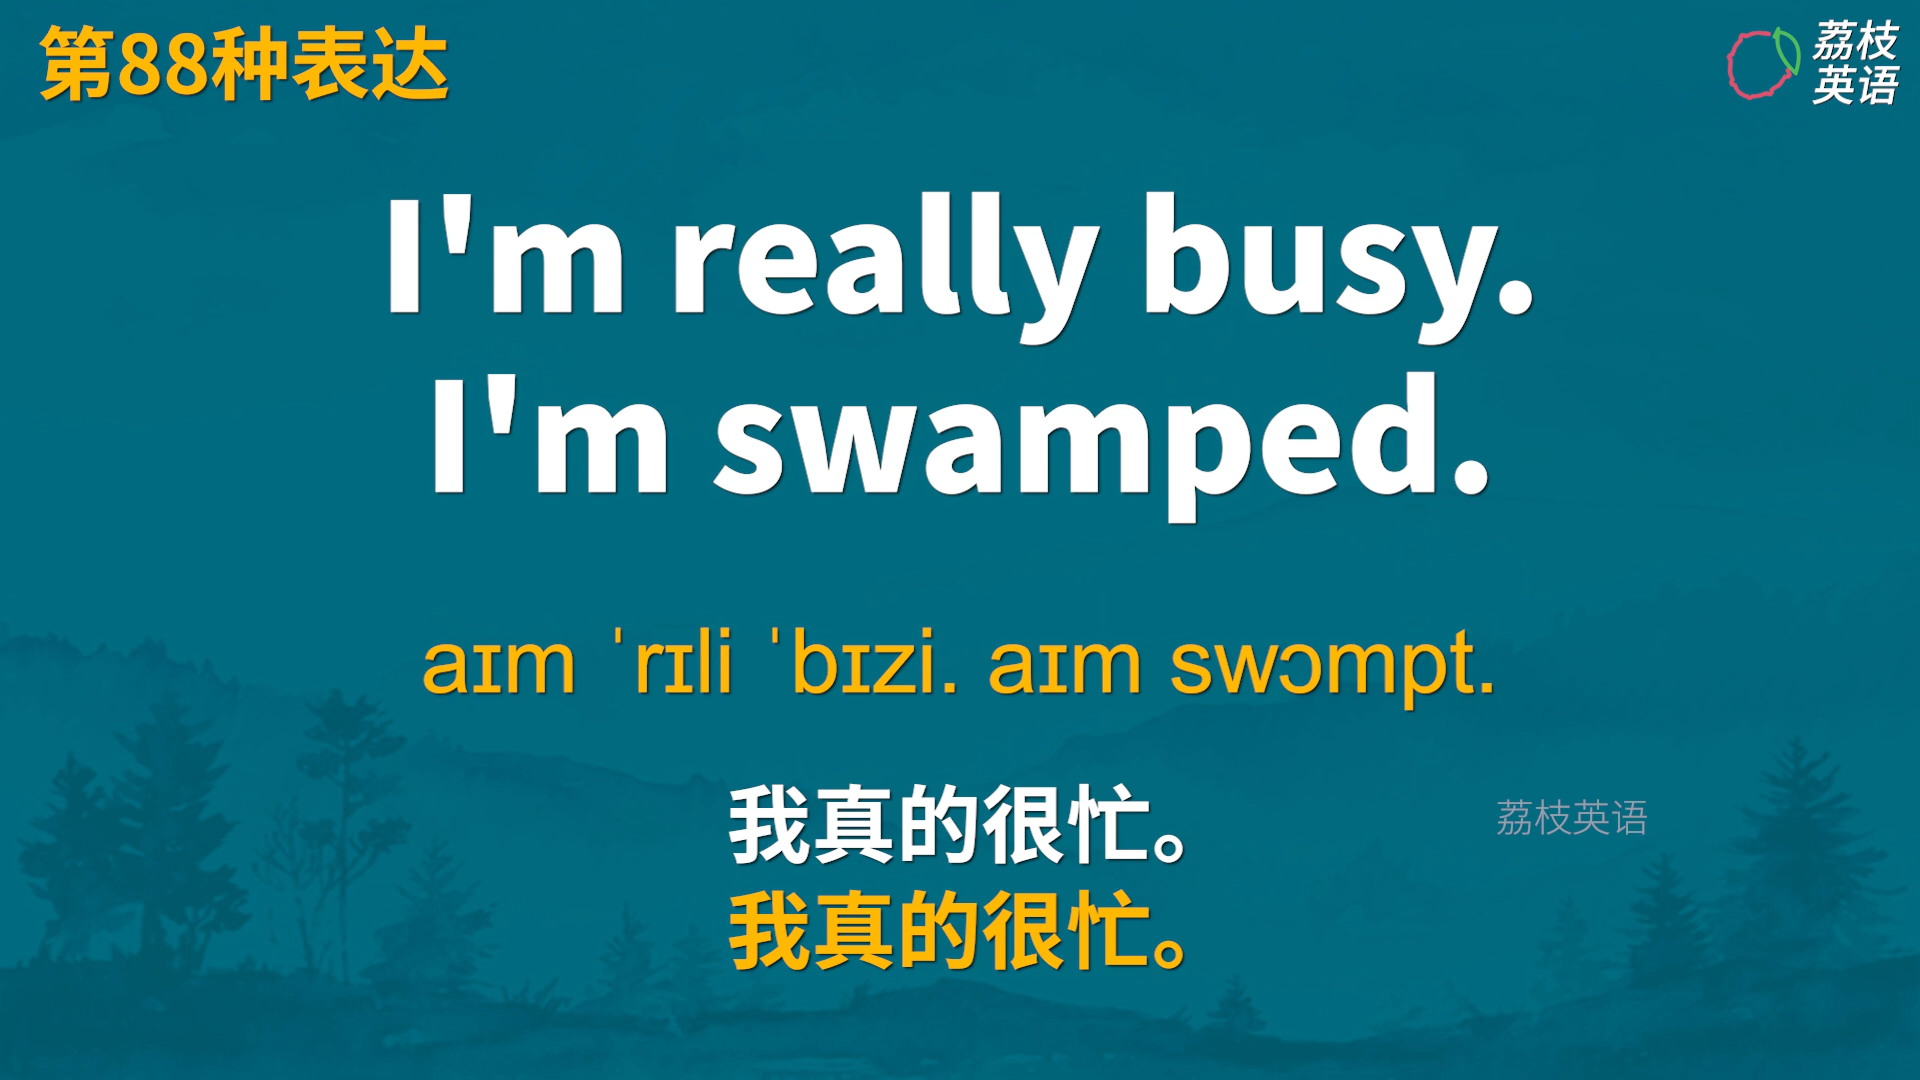 第88种表达
荔枝
英语
I'm really busy.
I'm swamped.
aɪm ˈrɪli ˈbɪzi. aɪm swɔmpt.
我真的很忙。
荔枝英语
我真的很忙。